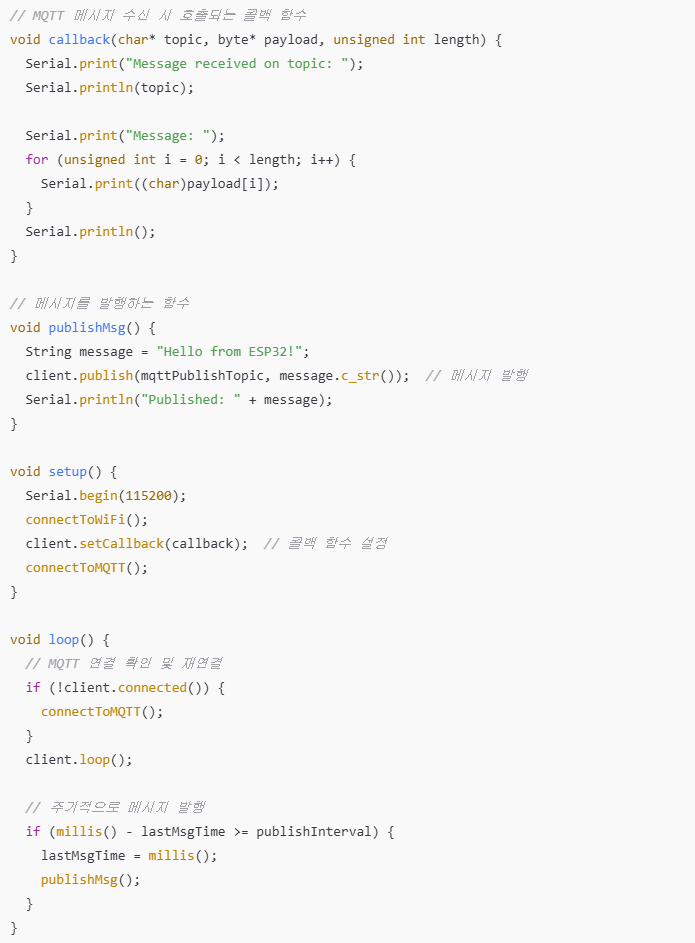 // MQTT 메시지 수신 시 호출되는 콜백 함수
void callback(char* topic, byte* payload, unsigned int length) {
  Serial.print("Message received on topic: ");
  Serial.println(topic);

  Serial.print("Message: ");
  for (unsigned int i = 0; i < length; i++) {
    Serial.print((char)payload[i]);
  }
  Serial.println();
}

// 메시지를 발행하는 함수
void publishMsg() {
  String message = "Hello from ESP32!";
  client.publish(mqttPublishTopic, message.c_str());  // 메시지 발행
  Serial.println("Published: " + message);
}

void setup() {
  Serial.begin(115200);
  connectToWiFi();
  client.setCallback(callback);  // 콜백 함수 설정
  connectToMQTT();
}

void loop() {
  // MQTT 연결 확인 및 재연결
  if (!client.connected()) {
    connectToMQTT();
  }
  client.loop();

  // 주기적으로 메시지 발행
  if (millis() - lastMsgTime >= publishInterval) {
    lastMsgTime = millis();
    publishMsg();
  }
}